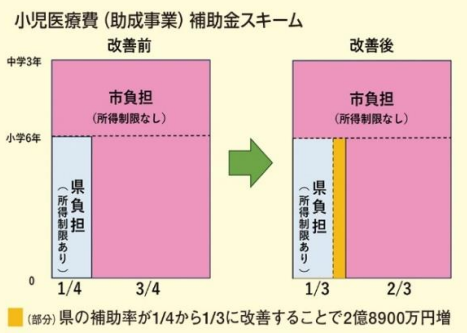 小児医療費(助成事業)補助金スキーム
改善前
改善後
中学3年
市負担
(所得制限なし)
小学6年
県負担
(所得制限あり)
0
1/4
3/4
市負担
(所得制限なし)
県負担
(所得制限あり)
1/3
2/3
(部分)県の補助率が1/4から1/3に改善することで2億8900万円増